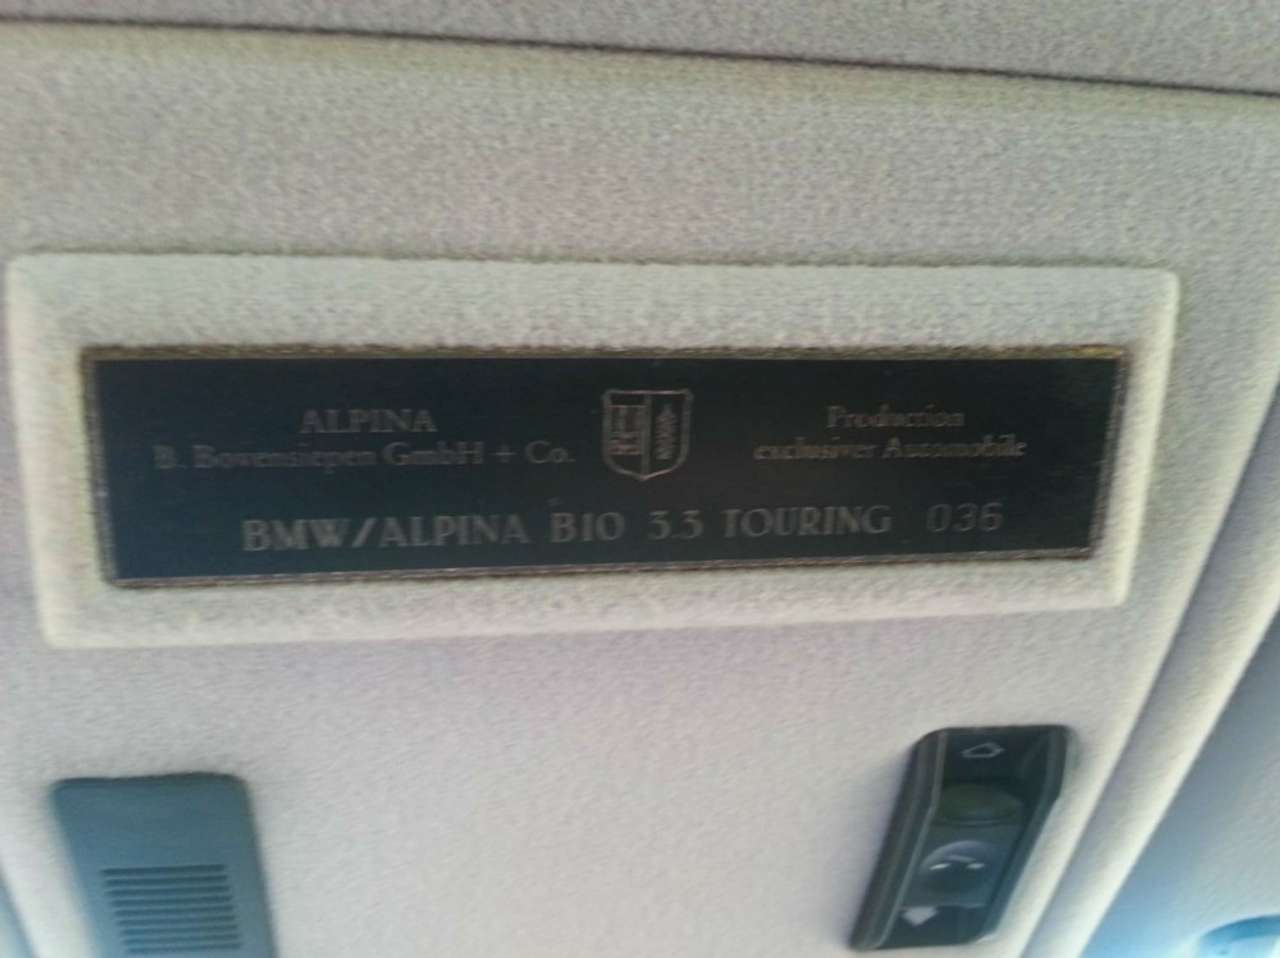 ALPINA
B. Bovensiepen GmbH + Co.
Production
exclusiver Automobile
BMW/ALPINA B10 3.3 TOURING 036